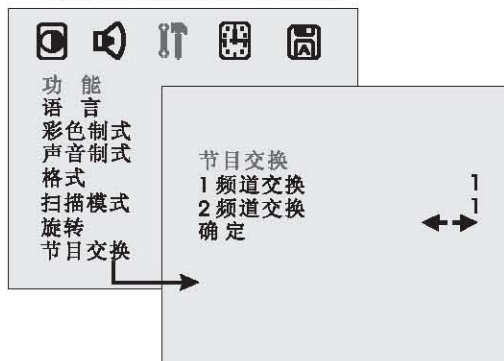 A
功 能
语 言
彩色制式
声音制式
格式
扫描模式
旋转
节目交换
节目交换
1 频道交换 1
2 频道交换 1
确 定